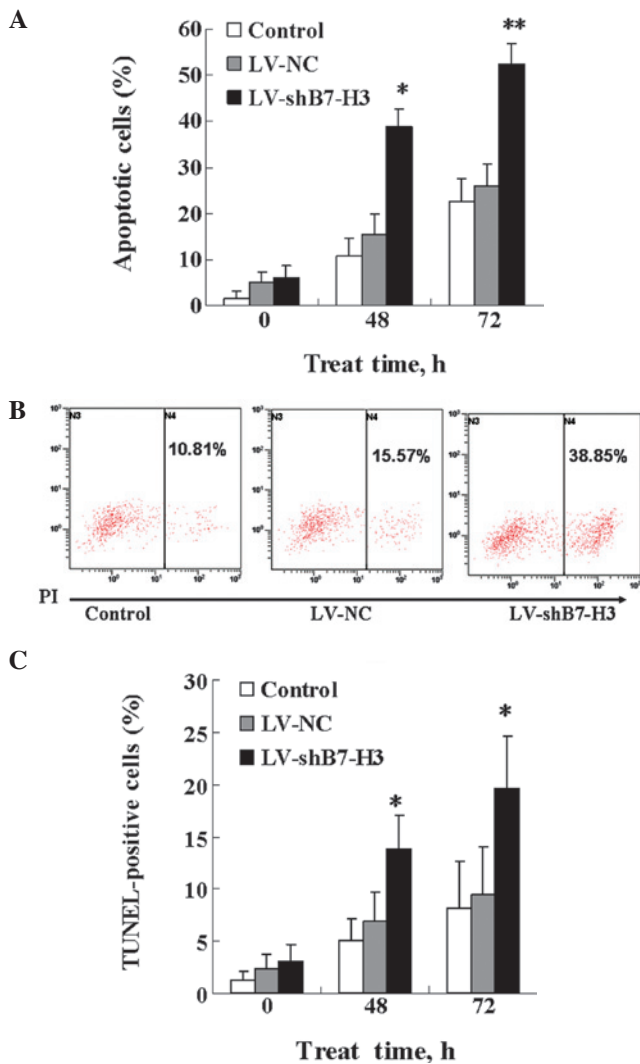 A
Control
LV-NC
LV-shB7-H3
*
**
60
50
40
30
20
10
0
Apoptotic cells (%)
0 48 72
Treat time, h
B
N3 N4
10.81%
N3 N4
15.57%
N3 N4
38.85%
PI
Control LV-NC LV-shB7-H3
C
Control
LV-NC
LV-shB7-H3
*
*
30
25
20
15
10
5
0
TUNEL-positive cells (%)
0 48 72
Treat time, h